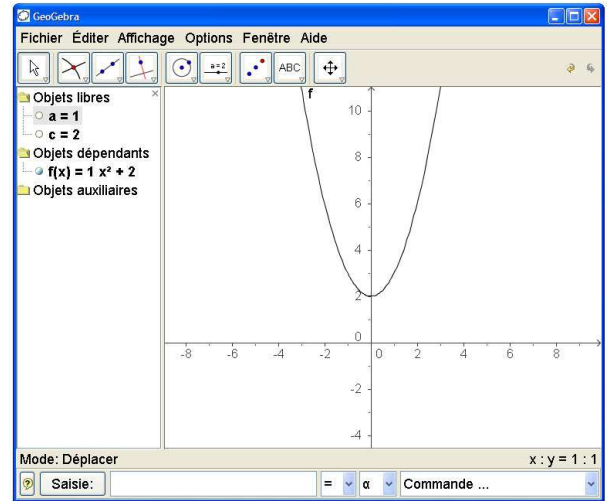 GeoGebra
Fichier Éditer Affichage Options Fenêtre Aide
a = 2
ABC
Objets libres
a = 1
c = 2
Objets dépendants
f(x) = 1 x² + 2
Objets auxiliaires
f
10
8
6
4
2
0
-8 -6 -4 -2 0 2 4 6 8
-2
-4
Mode: Déplacer
x : y = 1 : 1
Saisie: = α Commande ...